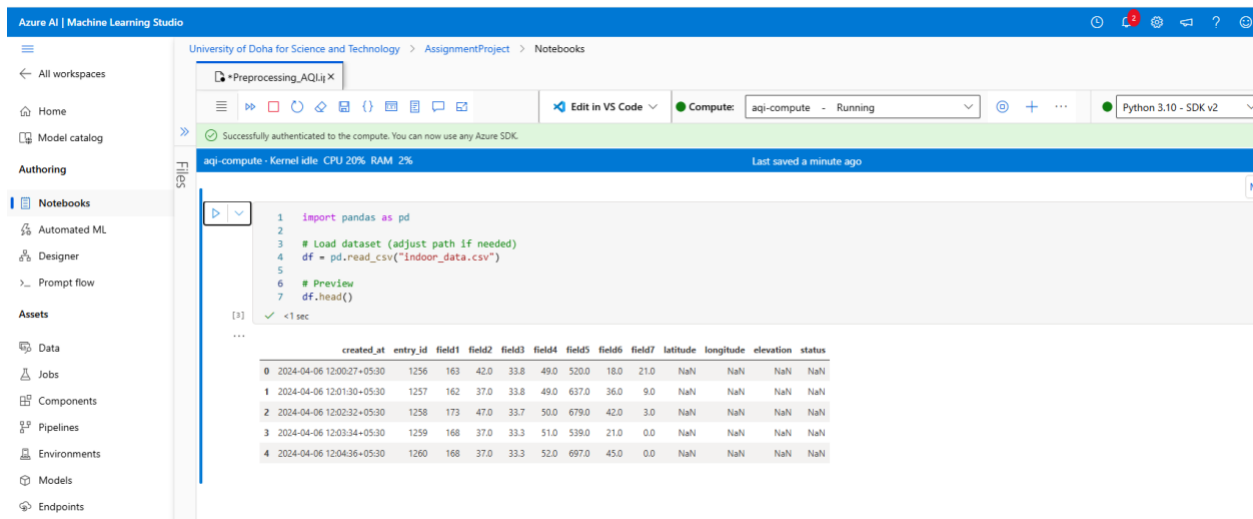 Azure AI | Machine Learning Studio
2
University of Doha for Science and Technology > AssignmentProject > Notebooks
All workspaces
Home
Model catalog
Authoring
Notebooks
Automated ML
Designer
Prompt flow
Assets
Data
Jobs
Components
Pipelines
Environments
Models
Endpoints
Files
*Preprocessing_AQI.ip
Edit in VS Code
Compute: aqi-compute - Running
Python 3.10 - SDK v2
Successfully authenticated to the compute. You can now use any Azure SDK.
aqi-compute · Kernel idle CPU 20% RAM 2% Last saved a minute ago
1 import pandas as pd
2
3 # Load dataset (adjust path if needed)
4 df = pd.read_csv("indoor_data.csv")
5
6 # Preview
7 df.head()
[3] <1 sec
...
created_at entry_id field1 field2 field3 field4 field5 field6 field7 latitude longitude elevation status
0 2024-04-06 12:00:27+05:30 1256 163 42.0 33.8 49.0 520.0 18.0 21.0 NaN NaN NaN NaN
1 2024-04-06 12:01:30+05:30 1257 162 37.0 33.8 49.0 637.0 36.0 9.0 NaN NaN NaN NaN
2 2024-04-06 12:02:32+05:30 1258 173 47.0 33.7 50.0 679.0 42.0 3.0 NaN NaN NaN NaN
3 2024-04-06 12:03:34+05:30 1259 168 37.0 33.3 51.0 539.0 21.0 0.0 NaN NaN NaN NaN
4 2024-04-06 12:04:36+05:30 1260 168 37.0 33.3 52.0 697.0 45.0 0.0 NaN NaN NaN NaN